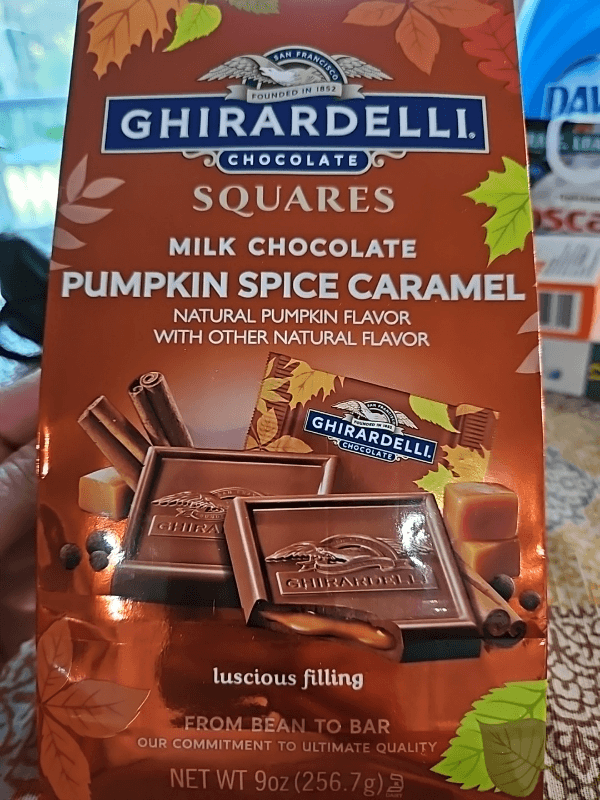 SAN FRANCISCO
FOUNDED IN 1852
GHIRARDELLI®
CHOCOLATE
SQUARES
MILK CHOCOLATE
PUMPKIN SPICE CARAMEL
NATURAL PUMPKIN FLAVOR
WITH OTHER NATURAL FLAVOR
GHIRARDELLI.
CHOCOLATE
GHIRA
GHIRARDELLI
luscious filling
FROM BEAN TO BAR
OUR COMMITMENT TO ULTIMATE QUALITY
NET WT 9oz (256.7g)
DA